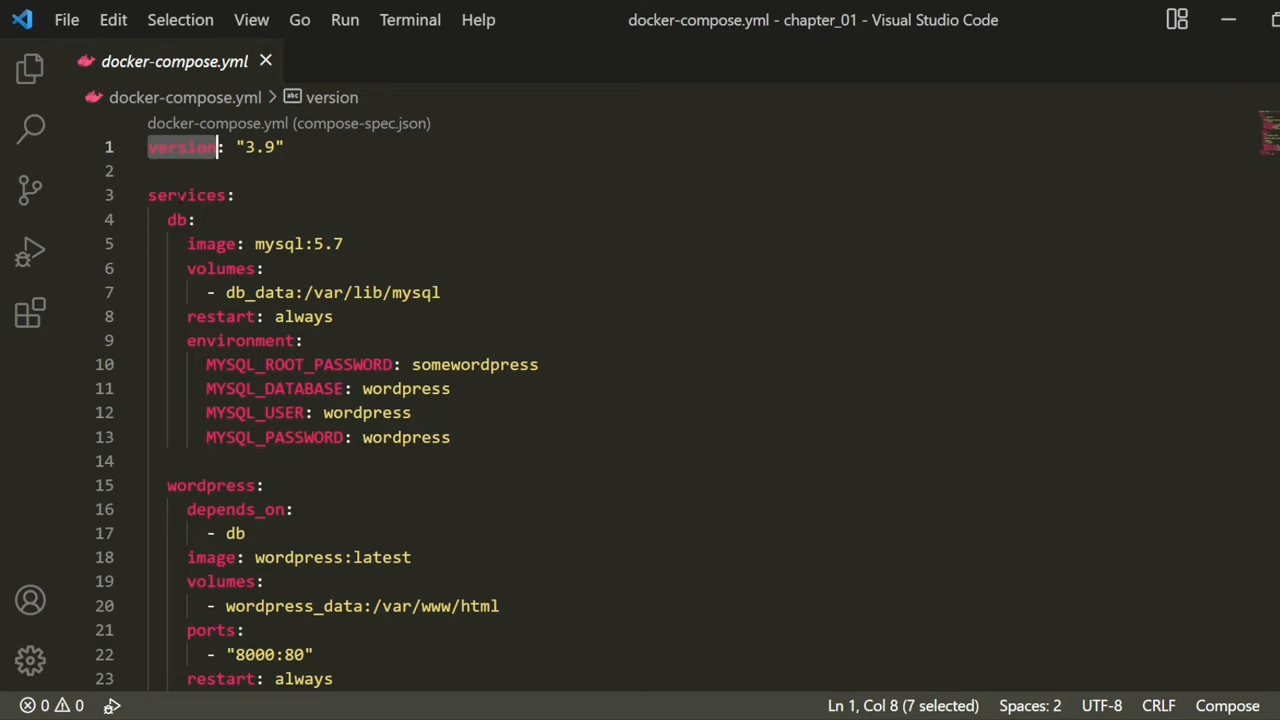 File Edit Selection View Go Run Terminal Help docker-compose.yml - chapter_01 - Visual Studio Code
docker-compose.yml
docker-compose.yml > version
docker-compose.yml (compose-spec.json)
1 version: "3.9"
2
3 services:
4   db:
5     image: mysql:5.7
6     volumes:
7       - db_data:/var/lib/mysql
8     restart: always
9     environment:
10       MYSQL_ROOT_PASSWORD: somewordpress
11       MYSQL_DATABASE: wordpress
12       MYSQL_USER: wordpress
13       MYSQL_PASSWORD: wordpress
14
15   wordpress:
16     depends_on:
17       - db
18     image: wordpress:latest
19     volumes:
20       - wordpress_data:/var/www/html
21     ports:
22       - "8000:80"
23     restart: always
0 0 Ln 1, Col 8 (7 selected) Spaces: 2 UTF-8 CRLF Compose